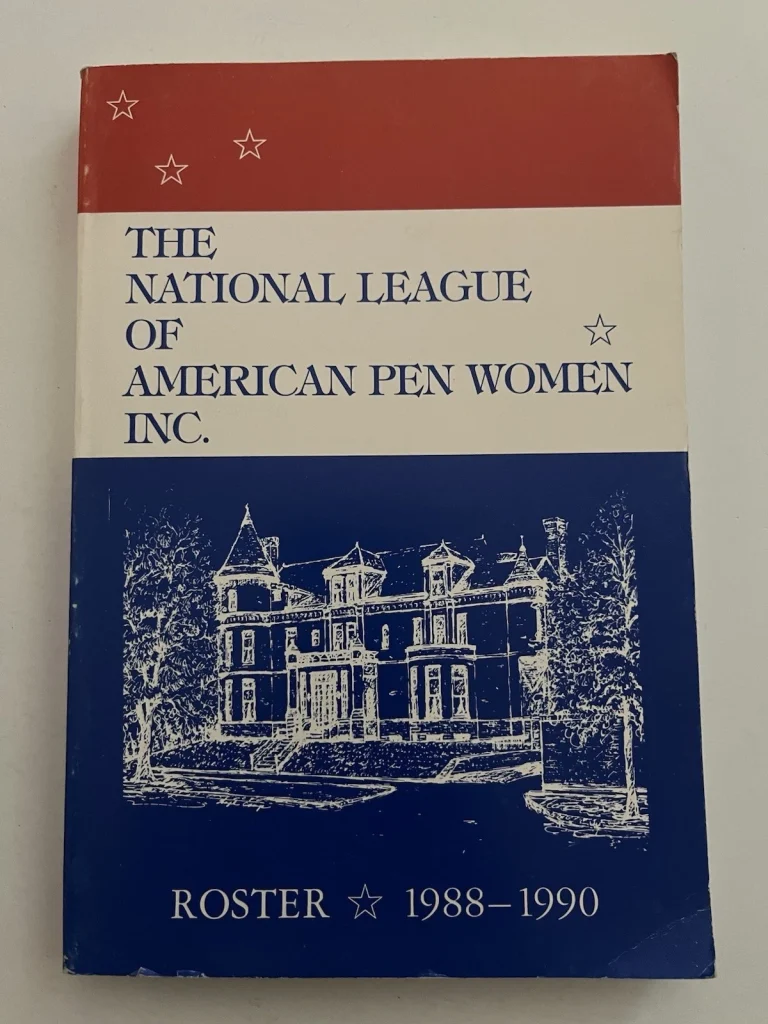 THE
NATIONAL LEAGUE
OF
AMERICAN PEN WOMEN
INC.
ROSTER ☆ 1988–1990